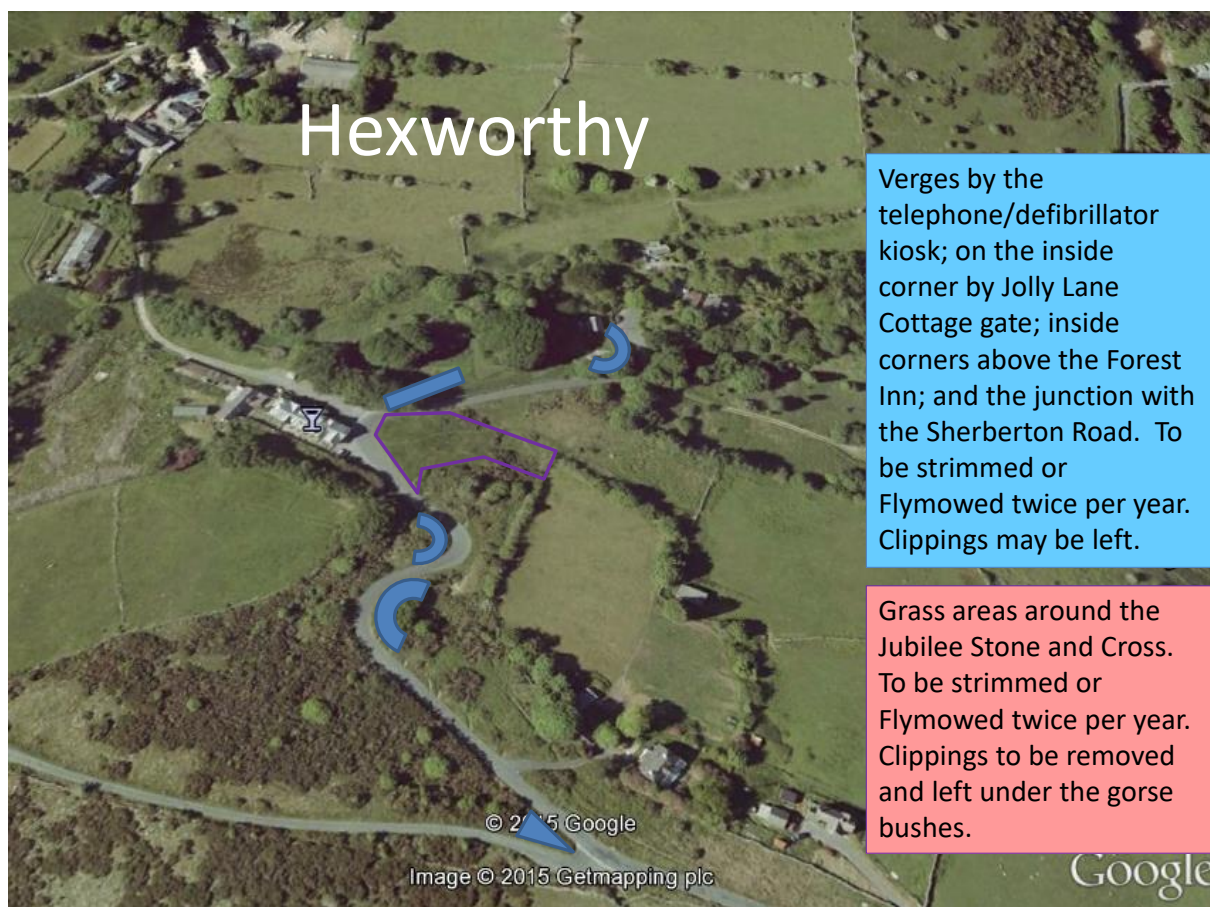 Hexworthy
Verges by the
telephone/defibrillator
kiosk; on the inside
corner by Jolly Lane
Cottage gate; inside
corners above the Forest
Inn; and the junction with
the Sherberton Road.  To
be strimmed or
Flymowed twice per year.
Clippings may be left.
Grass areas around the
Jubilee Stone and Cross.
To be strimmed or
Flymowed twice per year.
Clippings to be removed
and left under the gorse
bushes.
© 2015 Google
Image © 2015 Getmapping plc
Google